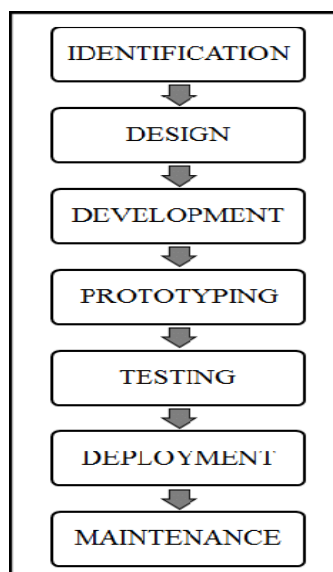 IDENTIFICATION
DESIGN
DEVELOPMENT
PROTOTYPING
TESTING
DEPLOYMENT
MAINTENANCE